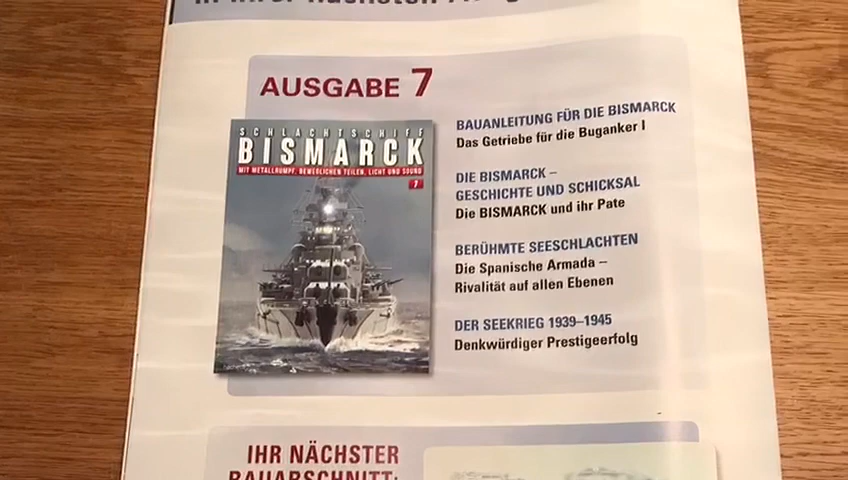 AUSGABE 7
SCHLACHTSCHIFF
BISMARCK
MIT METALLRUMPF, BEWEGLICHEN TEILEN, LICHT UND SOUND
7
BAUANLEITUNG FÜR DIE BISMARCK
Das Getriebe für die Buganker I
DIE BISMARCK –
GESCHICHTE UND SCHICKSAL
Die BISMARCK und ihr Pate
BERÜHMTE SEESCHLACHTEN
Die Spanische Armada –
Rivalität auf allen Ebenen
DER SEEKRIEG 1939–1945
Denkwürdiger Prestigeerfolg
IHR NÄCHSTER
BAUABSCHNITT: